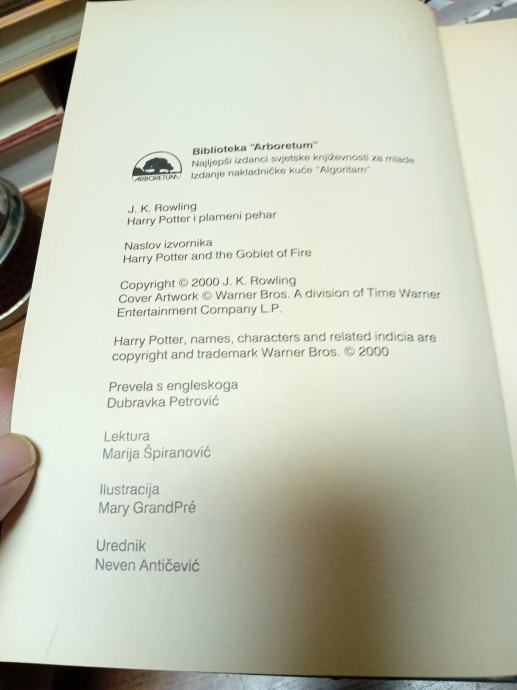 Biblioteka "Arboretum"
Najljepši izdanci svjetske književnosti za mlade
Izdanje nakladničke kuće "Algoritam"
ARBORETUM
J. K. Rowling
Harry Potter i plameni pehar
Naslov izvornika
Harry Potter and the Goblet of Fire
Copyright © 2000 J. K. Rowling
Cover Artwork © Warner Bros. A division of Time Warner
Entertainment Company L.P.
Harry Potter, names, characters and related indicia are
copyright and trademark Warner Bros. © 2000
Prevela s engleskoga
Dubravka Petrović
Lektura
Marija Špiranović
Ilustracija
Mary GrandPré
Urednik
Neven Antičević